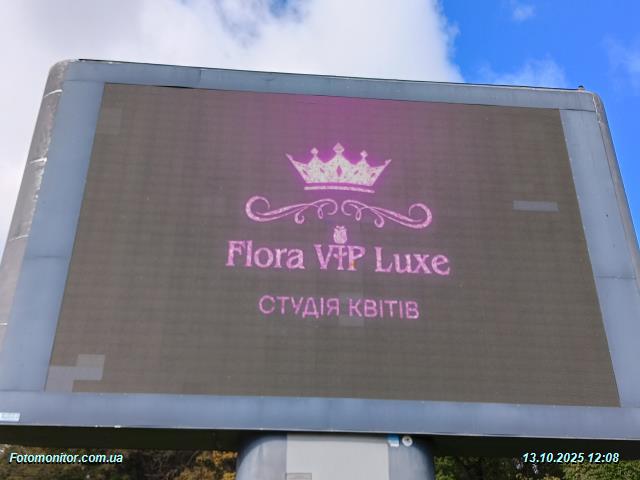 Flora VIP Luxe
СТУДІЯ КВІТІВ
Fotomonitor.com.ua
13.10.2025 12:08